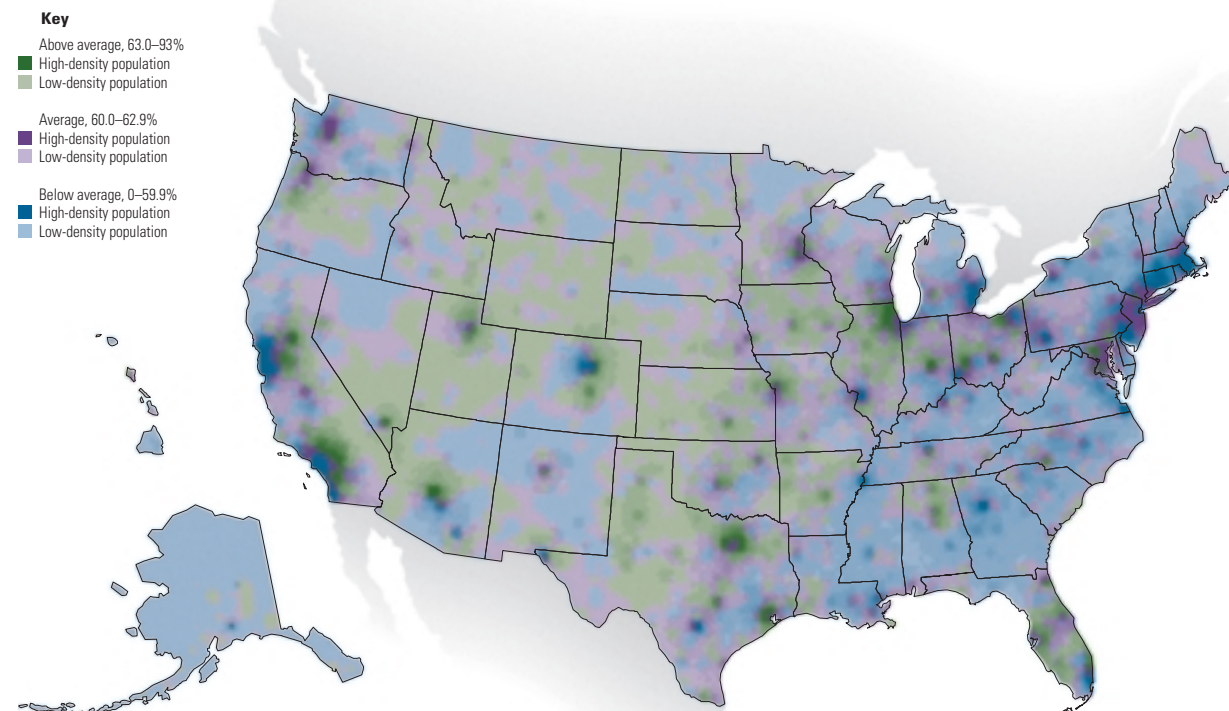 Key
Above average, 63.0–93%
High-density population
Low-density population
Average, 60.0–62.9%
High-density population
Low-density population
Below average, 0–59.9%
High-density population
Low-density population